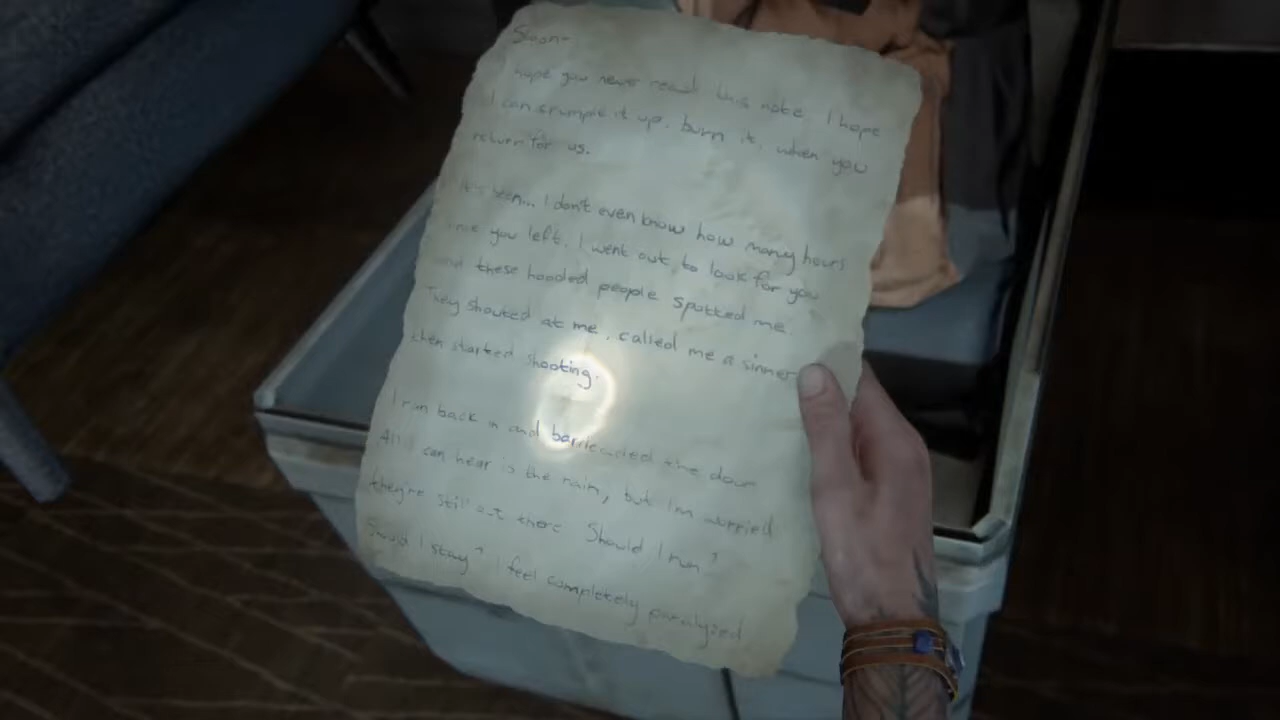 Sloan-
I hope you never read this note. I hope
I can crumple it up, burn it, when you
return for us.
It's been... I don't even know how many hours
since you left. I went out to look for you
and these hooded people spotted me.
They shouted at me, called me a sinner
then started shooting.
I ran back in and barricaded the door
All I can hear is the rain, but I'm worried
they're still out there Should I run?
Should I stay? I feel completely paralyzed